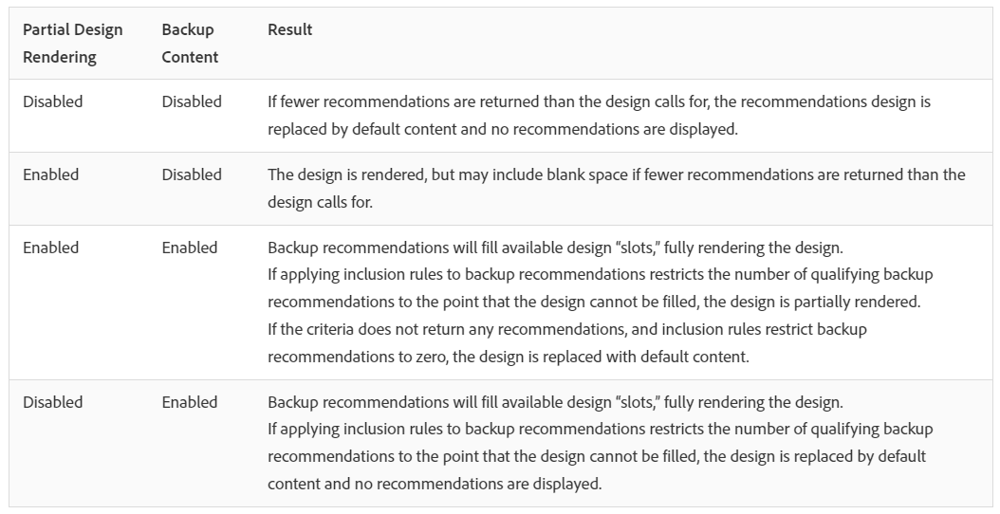 Partial Design Rendering
Backup Content
Result
Disabled
Disabled
If fewer recommendations are returned than the design calls for, the recommendations design is
replaced by default content and no recommendations are displayed.
Enabled
Disabled
The design is rendered, but may include blank space if fewer recommendations are returned than the
design calls for.
Enabled
Enabled
Backup recommendations will fill available design “slots,” fully rendering the design.
If applying inclusion rules to backup recommendations restricts the number of qualifying backup
recommendations to the point that the design cannot be filled, the design is partially rendered.
If the criteria does not return any recommendations, and inclusion rules restrict backup
recommendations to zero, the design is replaced with default content.
Disabled
Enabled
Backup recommendations will fill available design “slots,” fully rendering the design.
If applying inclusion rules to backup recommendations restricts the number of qualifying backup
recommendations to the point that the design cannot be filled, the design is replaced by default
content and no recommendations are displayed.